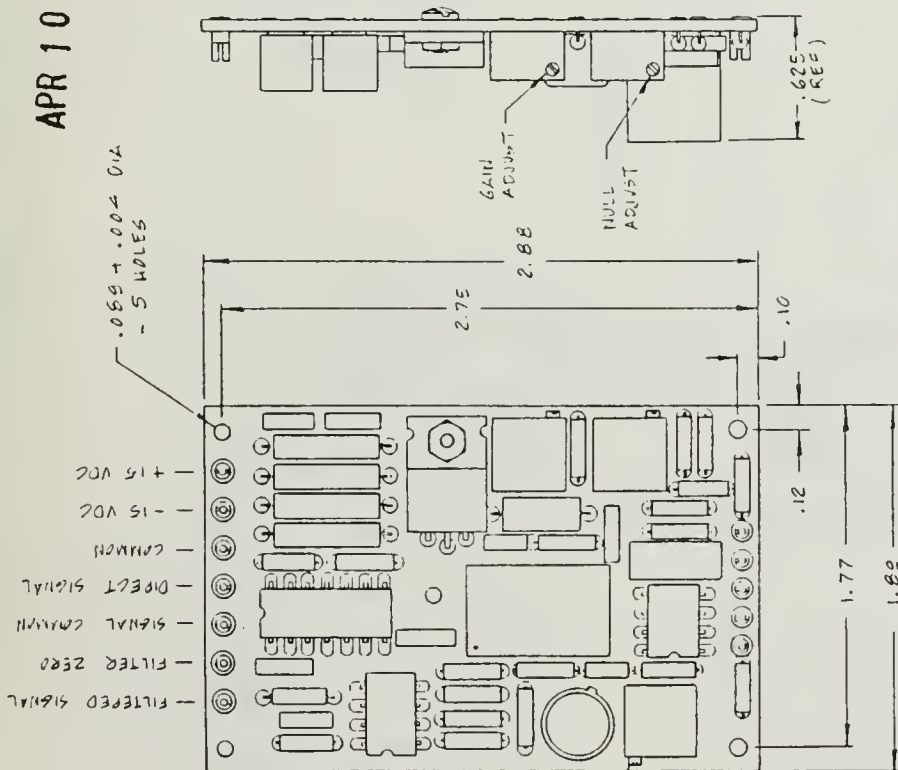 APR 10
.625
(REF)
GAIN
ADJUST
NULL
ADJUST
.089 + .004 DIA
- 5 HOLES
2.88
2.75
.10
.12
1.77
+15 VDC
-15 VDC
COMMON
DIRECT SIGNAL
SIGNAL COMMON
FILTER ZERO
FILTERED SIGNAL